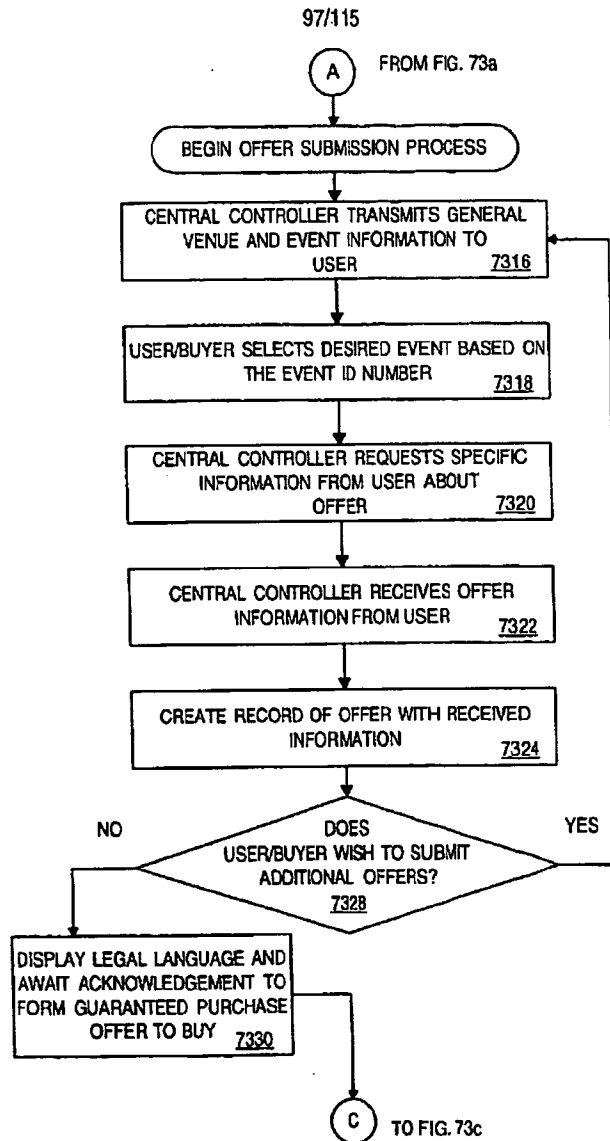 97/115
A
FROM FIG. 73a
BEGIN OFFER SUBMISSION PROCESS
CENTRAL CONTROLLER TRANSMITS GENERAL
VENUE AND EVENT INFORMATION TO
USER
7316
USER/BUYER SELECTS DESIRED EVENT BASED ON
THE EVENT ID NUMBER
7318
CENTRAL CONTROLLER REQUESTS SPECIFIC
INFORMATION FROM USER ABOUT
OFFER
7320
CENTRAL CONTROLLER RECEIVES OFFER
INFORMATION FROM USER
7322
CREATE RECORD OF OFFER WITH RECEIVED
INFORMATION
7324
NO
YES
DOES
USER/BUYER WISH TO SUBMIT
ADDITIONAL OFFERS?
7328
DISPLAY LEGAL LANGUAGE AND
AWAIT ACKNOWLEDGEMENT TO
FORM GUARANTEED PURCHASE
OFFER TO BUY
7330
C
TO FIG. 73c